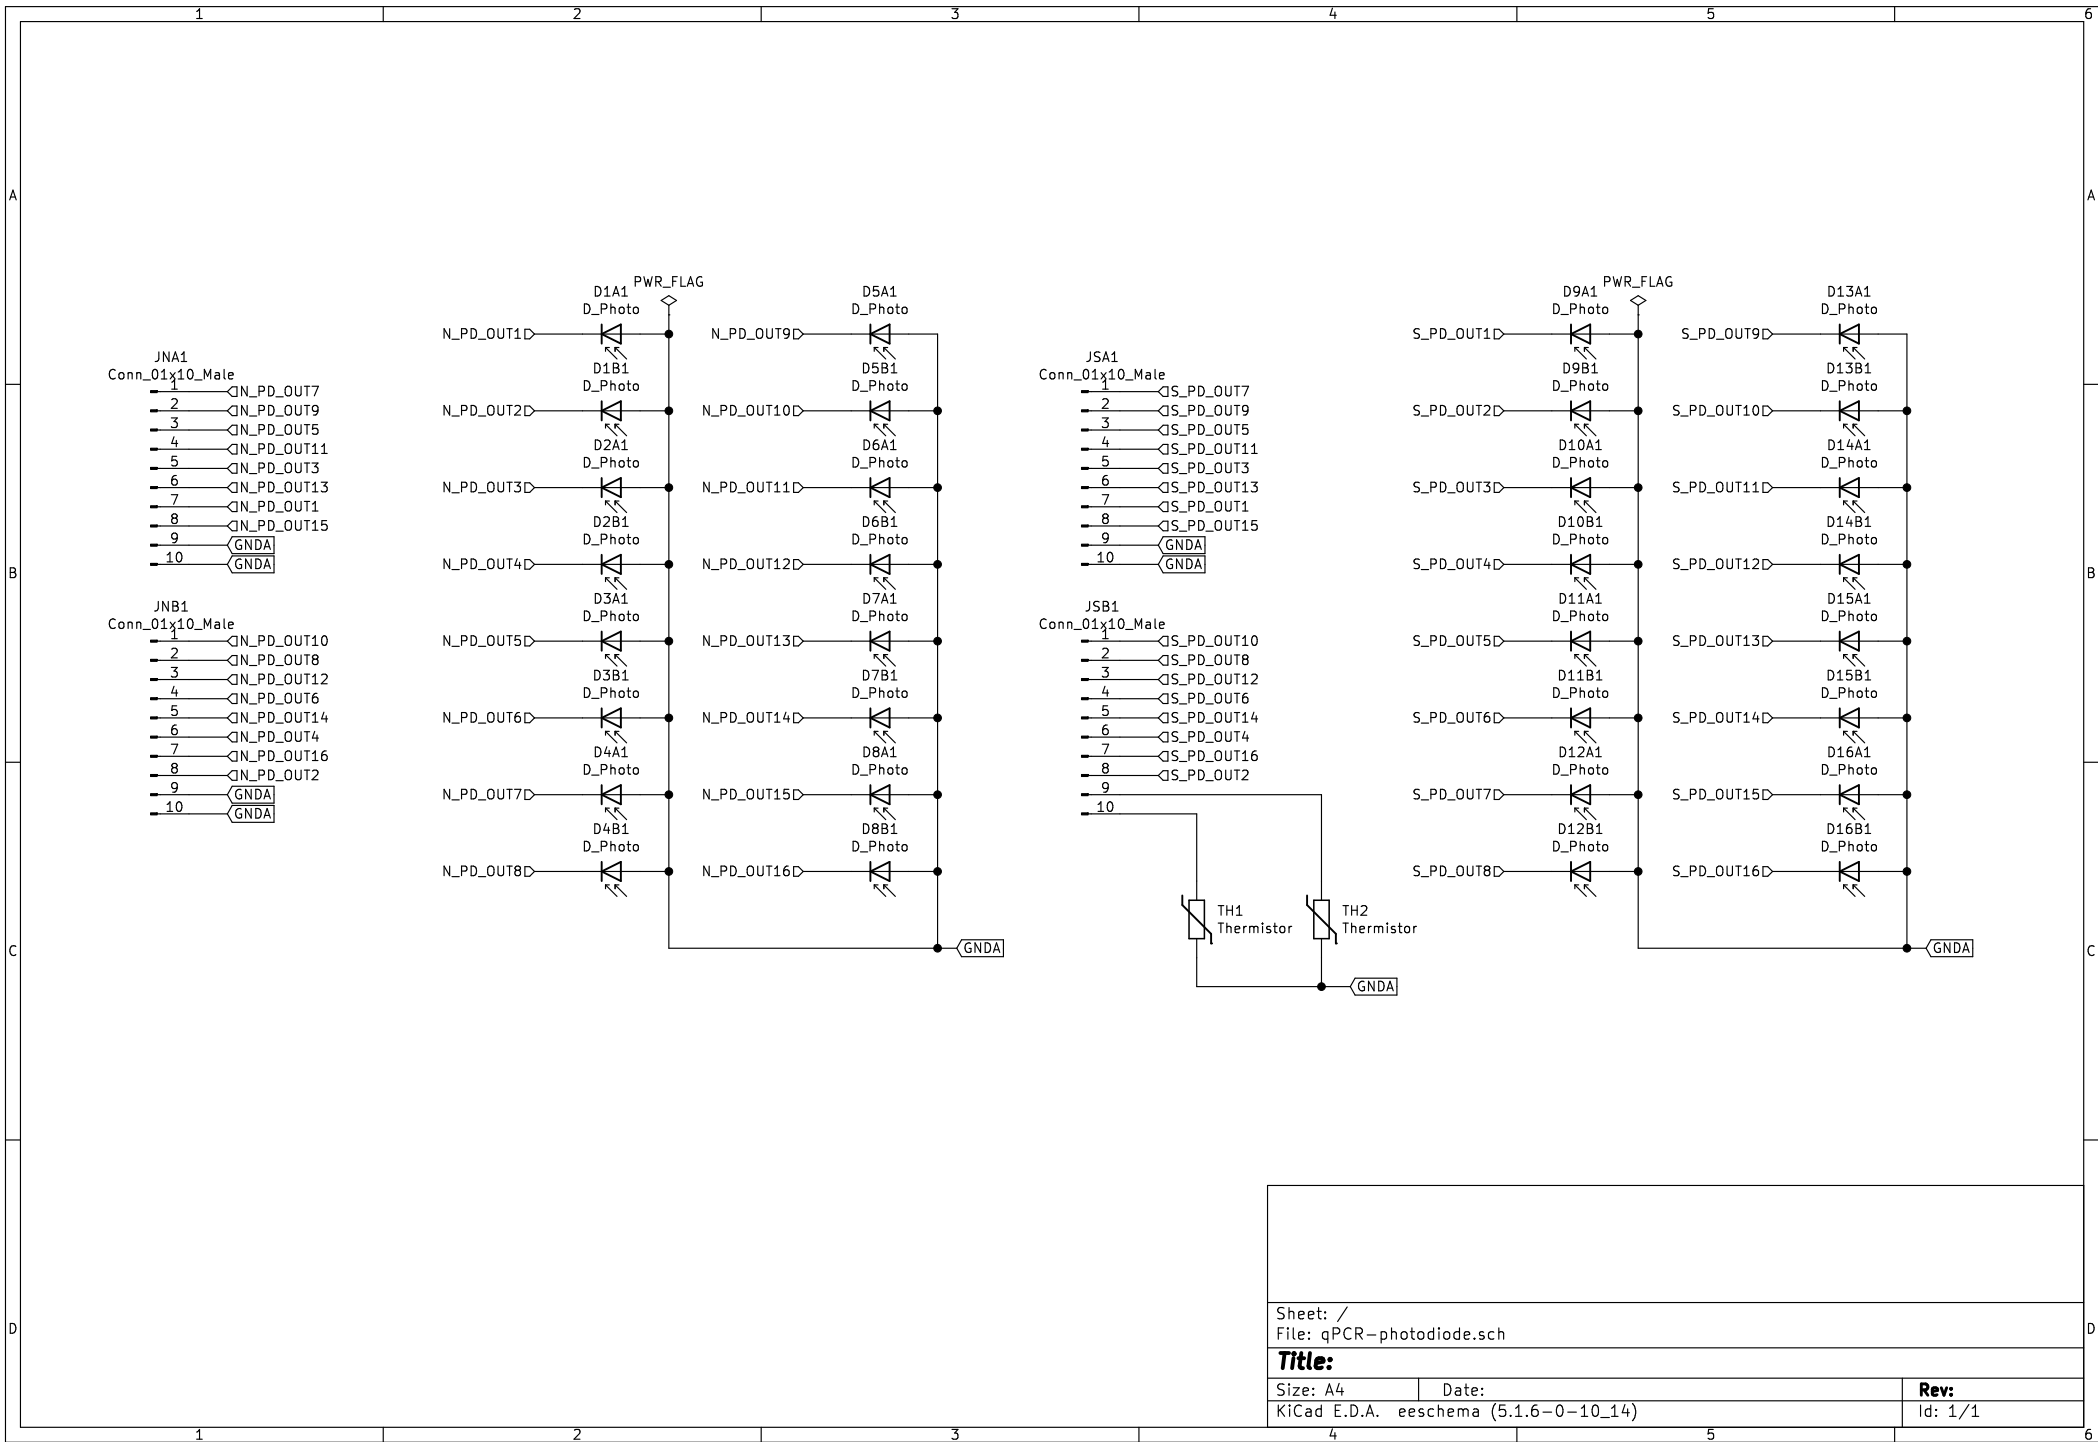 1 2 3 4 5 6
A A
B B
C C
D D
JNA1
Conn_01x10_Male
1 N_PD_OUT7
2 N_PD_OUT9
3 N_PD_OUT5
4 N_PD_OUT11
5 N_PD_OUT3
6 N_PD_OUT13
7 N_PD_OUT1
8 N_PD_OUT15
9 GNDA
10 GNDA
JNB1
Conn_01x10_Male
1 N_PD_OUT10
2 N_PD_OUT8
3 N_PD_OUT12
4 N_PD_OUT6
5 N_PD_OUT14
6 N_PD_OUT4
7 N_PD_OUT16
8 N_PD_OUT2
9 GNDA
10 GNDA
PWR_FLAG
D1A1
D_Photo
N_PD_OUT1
D1B1
D_Photo
N_PD_OUT2
D2A1
D_Photo
N_PD_OUT3
D2B1
D_Photo
N_PD_OUT4
D3A1
D_Photo
N_PD_OUT5
D3B1
D_Photo
N_PD_OUT6
D4A1
D_Photo
N_PD_OUT7
D4B1
D_Photo
N_PD_OUT8
D5A1
D_Photo
N_PD_OUT9
D5B1
D_Photo
N_PD_OUT10
D6A1
D_Photo
N_PD_OUT11
D6B1
D_Photo
N_PD_OUT12
D7A1
D_Photo
N_PD_OUT13
D7B1
D_Photo
N_PD_OUT14
D8A1
D_Photo
N_PD_OUT15
D8B1
D_Photo
N_PD_OUT16
GNDA
JSA1
Conn_01x10_Male
1 S_PD_OUT7
2 S_PD_OUT9
3 S_PD_OUT5
4 S_PD_OUT11
5 S_PD_OUT3
6 S_PD_OUT13
7 S_PD_OUT1
8 S_PD_OUT15
9 GNDA
10 GNDA
JSB1
Conn_01x10_Male
1 S_PD_OUT10
2 S_PD_OUT8
3 S_PD_OUT12
4 S_PD_OUT6
5 S_PD_OUT14
6 S_PD_OUT4
7 S_PD_OUT16
8 S_PD_OUT2
9
10
TH1
Thermistor
TH2
Thermistor
GNDA
PWR_FLAG
D9A1
D_Photo
S_PD_OUT1
D9B1
D_Photo
S_PD_OUT2
D10A1
D_Photo
S_PD_OUT3
D10B1
D_Photo
S_PD_OUT4
D11A1
D_Photo
S_PD_OUT5
D11B1
D_Photo
S_PD_OUT6
D12A1
D_Photo
S_PD_OUT7
D12B1
D_Photo
S_PD_OUT8
D13A1
D_Photo
S_PD_OUT9
D13B1
D_Photo
S_PD_OUT10
D14A1
D_Photo
S_PD_OUT11
D14B1
D_Photo
S_PD_OUT12
D15A1
D_Photo
S_PD_OUT13
D15B1
D_Photo
S_PD_OUT14
D16A1
D_Photo
S_PD_OUT15
D16B1
D_Photo
S_PD_OUT16
GNDA
Sheet: /
File: qPCR-photodiode.sch
Title:
Size: A4 Date: Rev:
KiCad E.D.A. eeschema (5.1.6-0-10_14) Id: 1/1
1 2 3 4 5 6